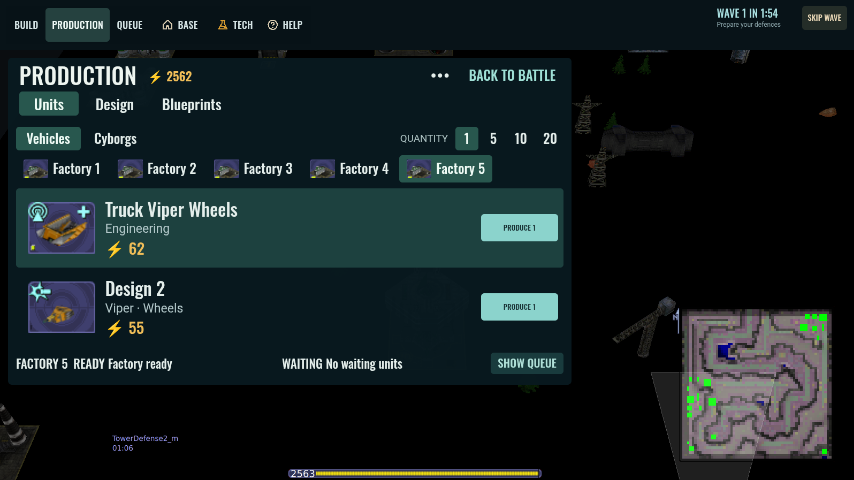 BUILD PRODUCTION QUEUE BASE TECH HELP
WAVE 1 IN 1:54
Prepare your defences
SKIP WAVE
PRODUCTION 2562
BACK TO BATTLE
Units Design Blueprints
Vehicles Cyborgs QUANTITY 1 5 10 20
Factory 1 Factory 2 Factory 3 Factory 4 Factory 5
Truck Viper Wheels
Engineering
62
PRODUCE 1
Design 2
Viper · Wheels
55
PRODUCE 1
FACTORY 5 READY Factory ready WAITING No waiting units SHOW QUEUE
TowerDefense2_m
01:06
2563